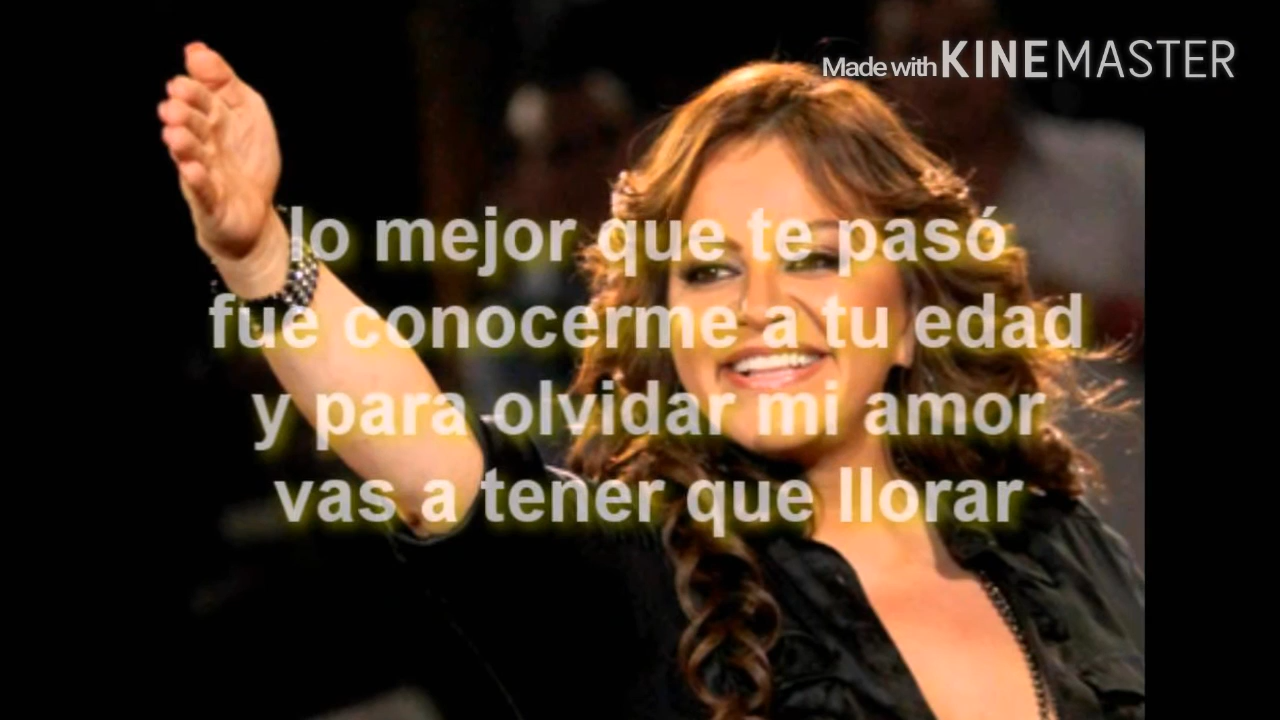 Made with KINEMASTER
lo mejor que te pasó
fue conocerme a tu edad
y para olvidar mi amor
vas a tener que llorar